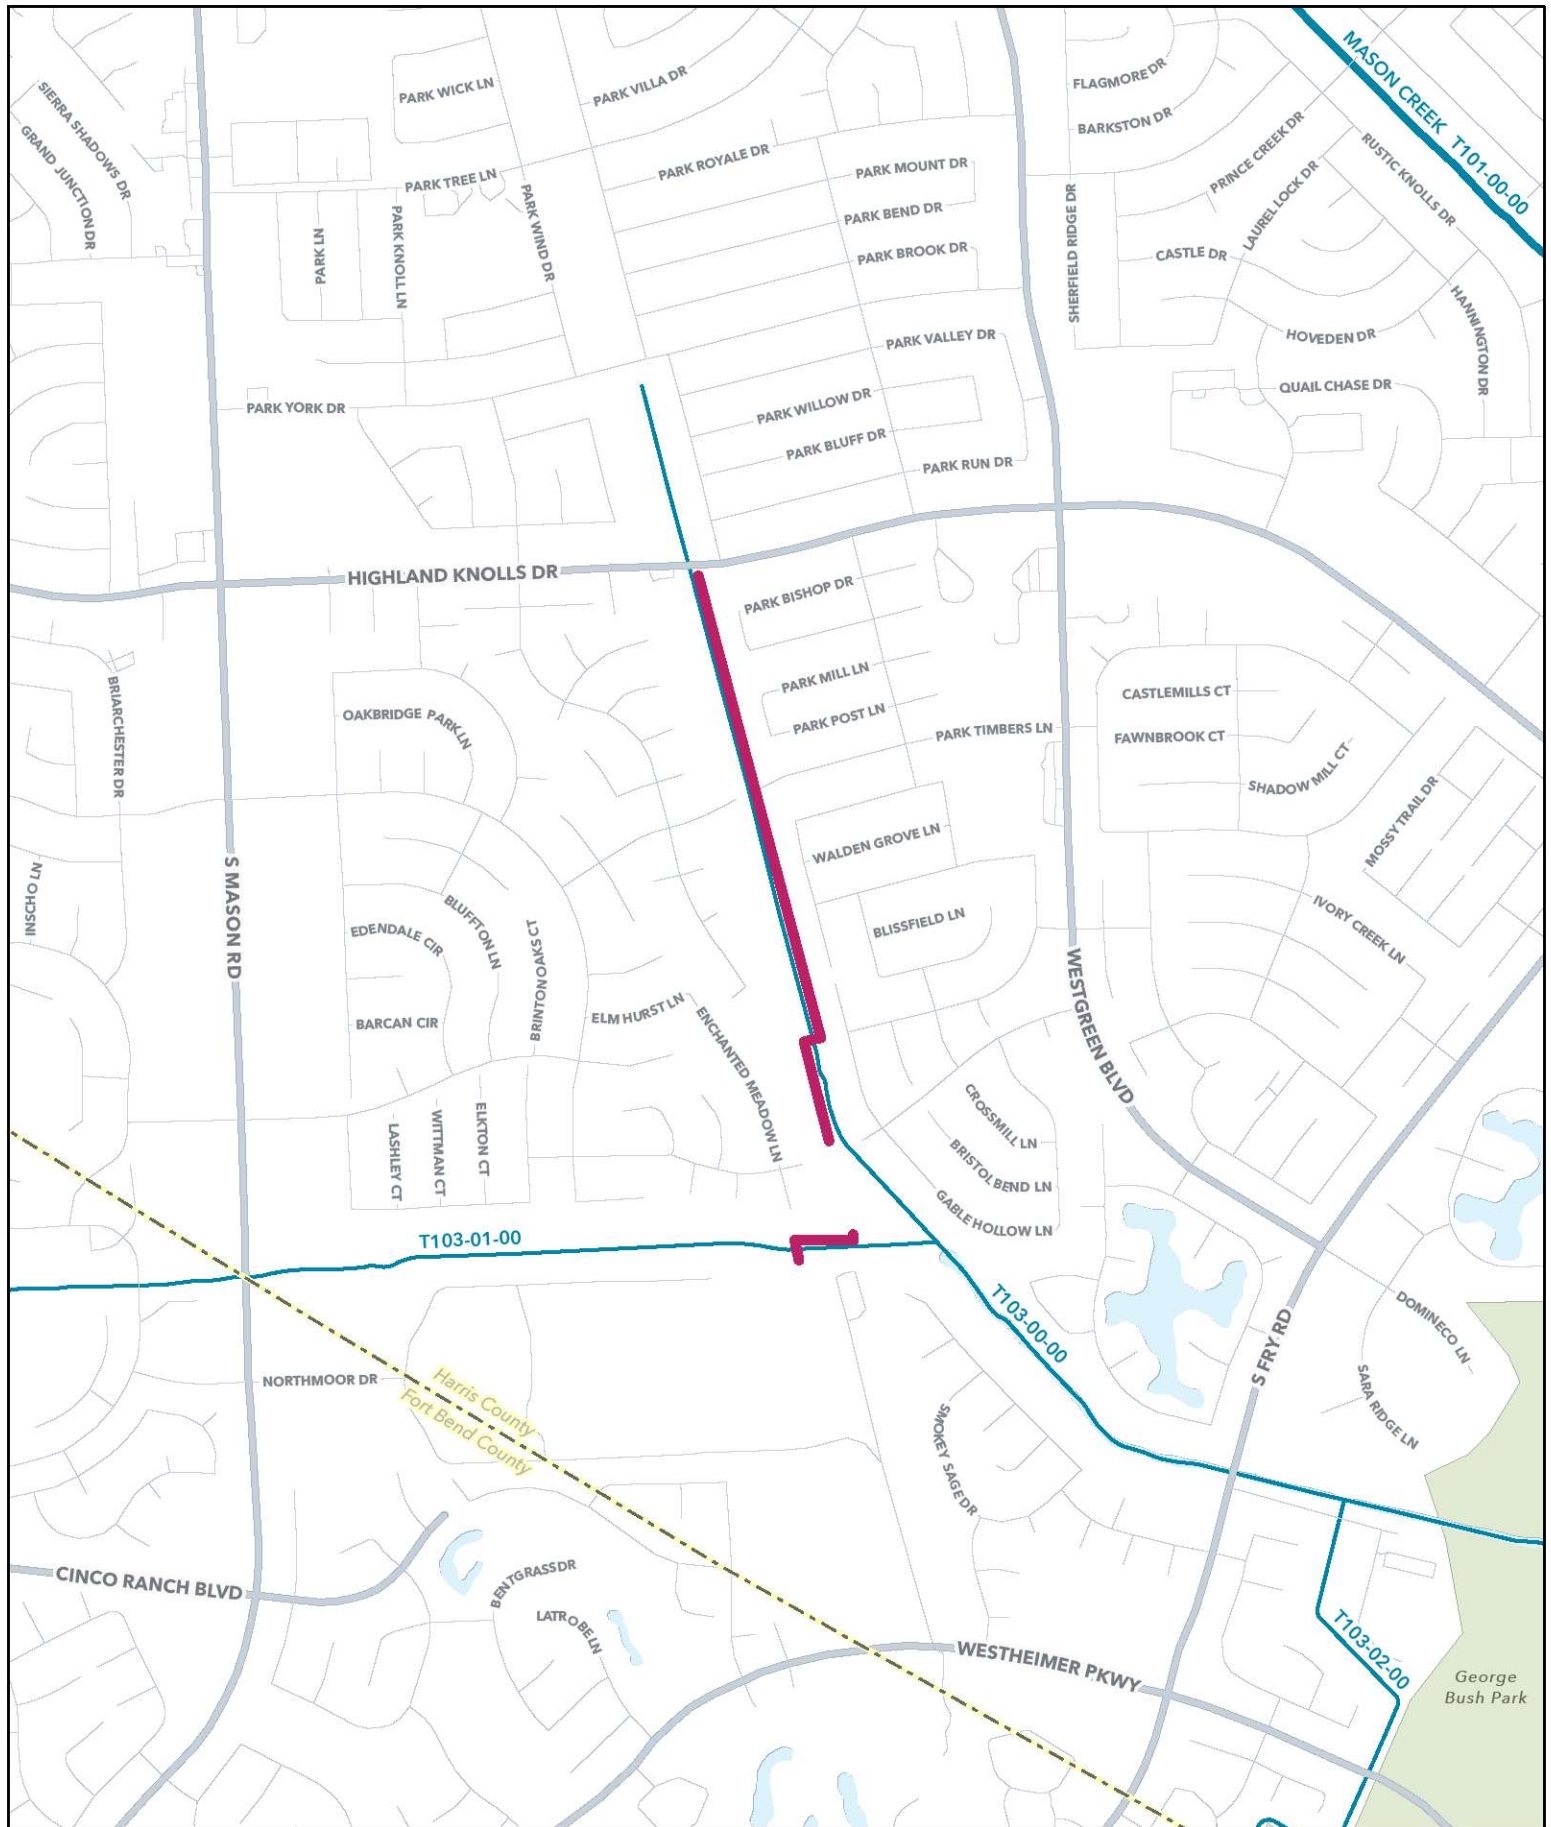 MASON CREEK T101-00-00
FLAGMORE DR
PARK VILLA DR
PARK WICK LN
SIERRA SHADOWS DR
BARKSTON DR
PRINCE CREEK DR
RUSTIC KNOLLS DR
GRAND JUNCTION DR
PARK ROYALE DR
PARK MOUNT DR
PARK TREE LN
LAUREL LOCK DR
PARK WIND DR
PARK BEND DR
SHERFIELD RIDGE DR
PARK LN
PARK KNOLL LN
PARK BROOK DR
CASTLE DR
HANNINGTON DR
PARK VALLEY DR
HOVEDEN DR
QUAIL CHASE DR
PARK YORK DR
PARK WILLOW DR
PARK BLUFF DR
PARK RUN DR
HIGHLAND KNOLLS DR
PARK BISHOP DR
PARK MILL LN
BRIARCHESTER DR
CASTLEMILLS CT
OAKBRIDGE PARK LN
PARK POST LN
PARK TIMBERS LN
FAWNBROOK CT
SHADOW MILL CT
MOSSY TRAIL DR
WALDEN GROVE LN
INSCHO LN
S MASON RD
BLUFFTON LN
EDENDALE CIR
BRINTON OAKS CT
BLISSFIELD LN
IVORY CREEK LN
WESTGREEN BLVD
ELM HURST LN
BARCAN CIR
ENCHANTED MEADOW LN
CROSSMILL LN
LASHLEY CT
WITTMAN CT
ELKTON CT
BRISTOL BEND LN
GABLE HOLLOW LN
T103-01-00
T103-00-00
DOMINECO LN
S FRY RD
SARA RIDGE LN
NORTHMOOR DR
Harris County
Fort Bend County
SMOKEY SAGE DR
CINCO RANCH BLVD
BENTGRASS DR
LATROBE LN
WESTHEIMER PKWY
T103-02-00
George
Bush Park